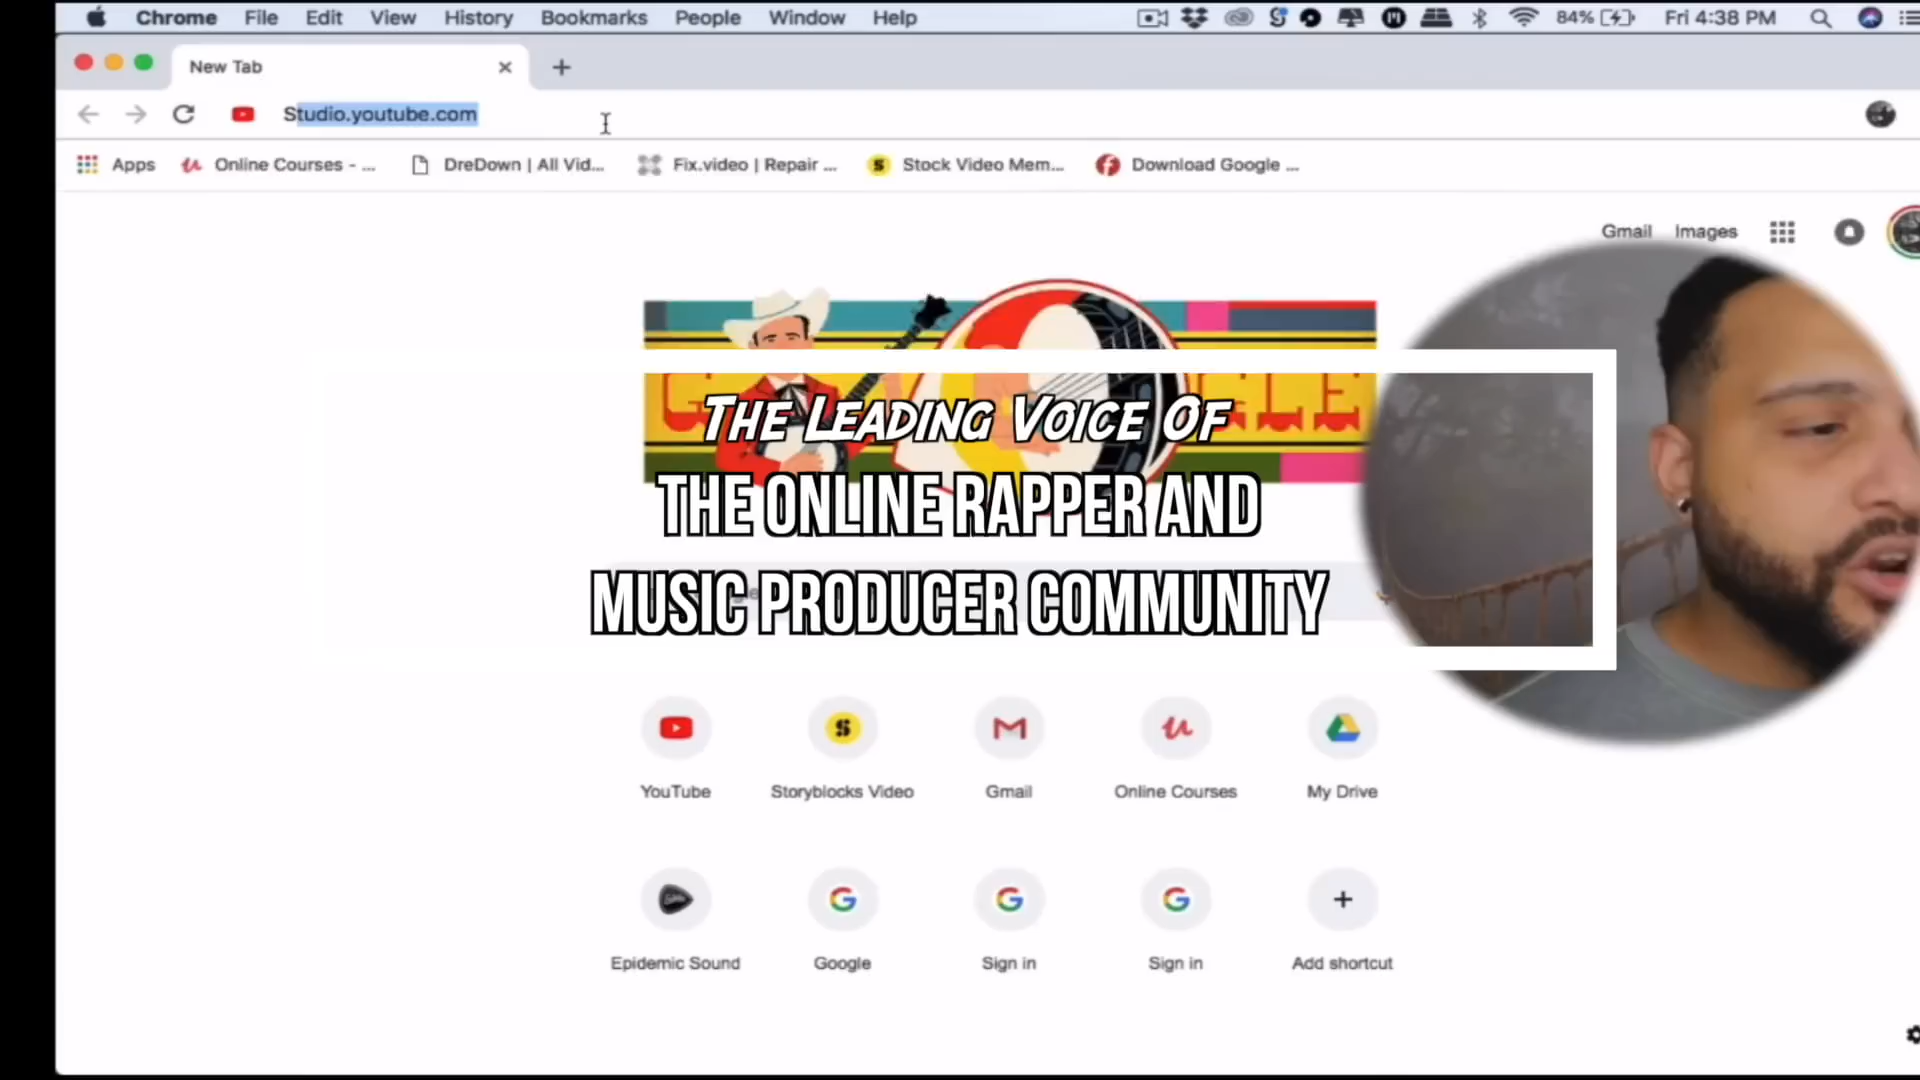 Chrome File Edit View History Bookmarks People Window Help 84% Fri 4:38 PM
New Tab
Studio.youtube.com
Apps Online Courses - ... DreDown | All Vid... Fix.video | Repair ... Stock Video Mem... Download Google ...
Gmail Images
The Leading Voice Of
THE ONLINE RAPPER AND
MUSIC PRODUCER COMMUNITY
YouTube Storyblocks Video Gmail Online Courses My Drive
Epidemic Sound Google Sign in Sign in Add shortcut